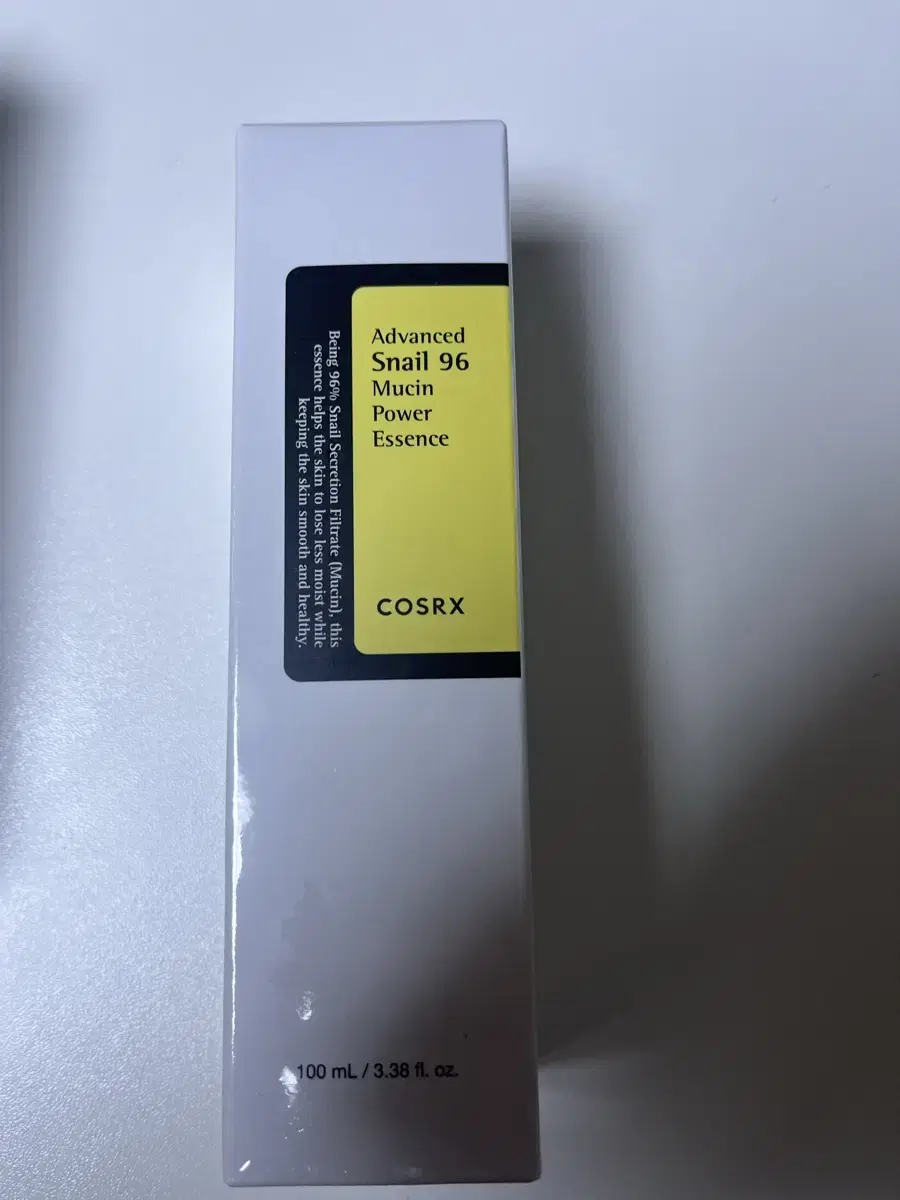 Advanced
Snail 96
Mucin
Power
Essence
COSRX
Being 96% Snail Secretion Filtrate (Mucin), this
essence helps the skin to lose less moist while
keeping the skin smooth and healthy.
100 mL / 3.38 fl. oz.